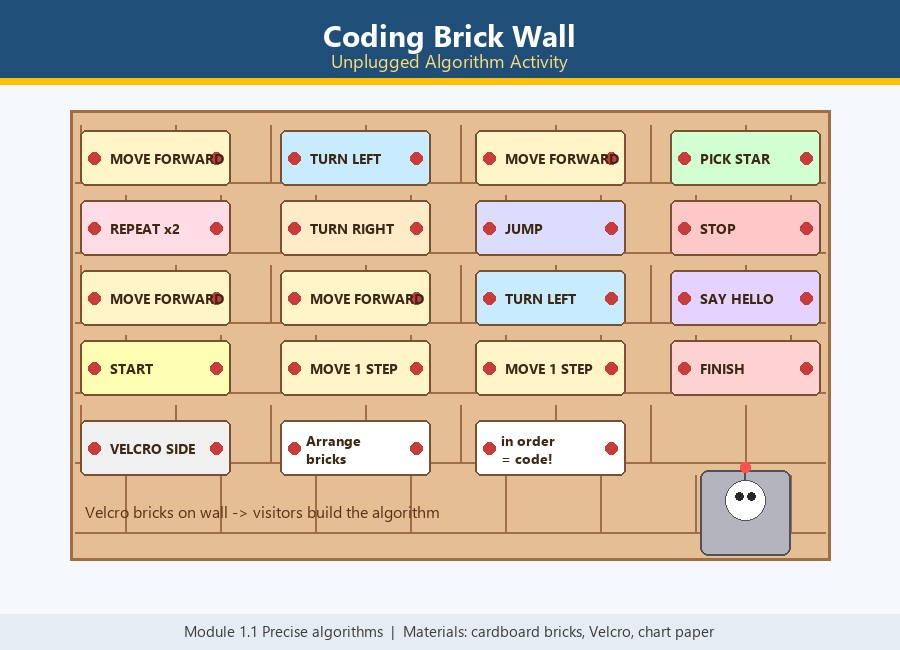 Coding Brick Wall
Unplugged Algorithm Activity
MOVE FORWARD
TURN LEFT
MOVE FORWARD
PICK STAR
REPEAT x2
TURN RIGHT
JUMP
STOP
MOVE FORWARD
MOVE FORWARD
TURN LEFT
SAY HELLO
START
MOVE 1 STEP
MOVE 1 STEP
FINISH
VELCRO SIDE
Arrange
bricks
in order
= code!
Velcro bricks on wall -> visitors build the algorithm
Module 1.1 Precise algorithms | Materials: cardboard bricks, Velcro, chart paper